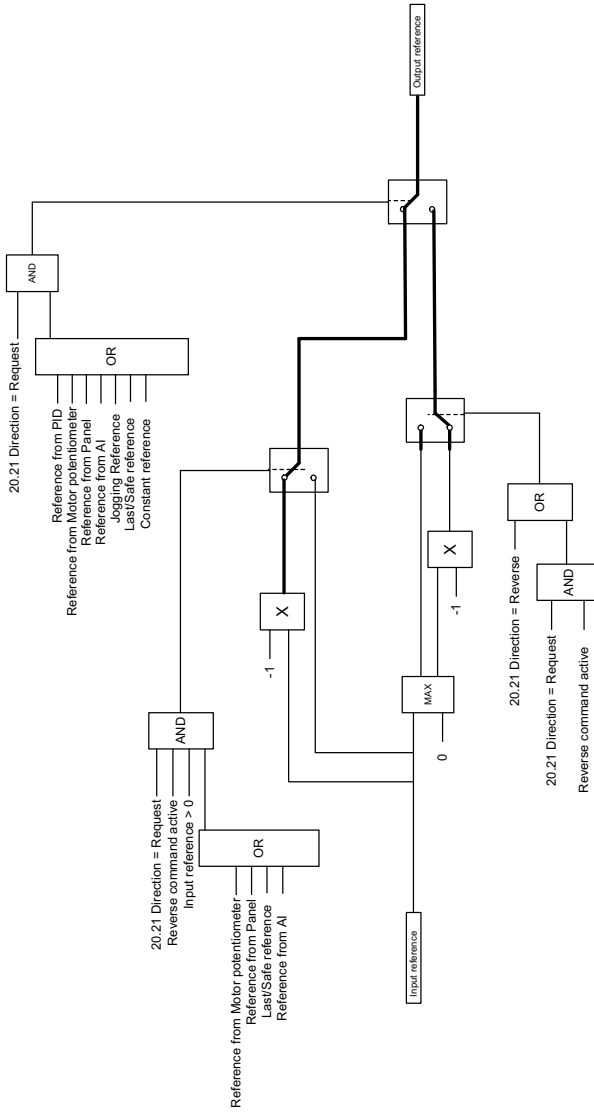 20.21 Direction = Request
AND
Reference from PID
Reference from Motor potentiometer
Reference from Panel
Reference from AI
Jogging Reference
Last/Safe reference
Constant reference
OR
20.21 Direction = Request
Reverse command active
Input reference > 0
AND
Reference from Motor potentiometer
Reference from Panel
Last/Safe reference
Reference from AI
OR
-1
X
Input reference
0
MAX
-1
X
20.21 Direction = Reverse
OR
20.21 Direction = Request
Reverse command active
AND
Output reference